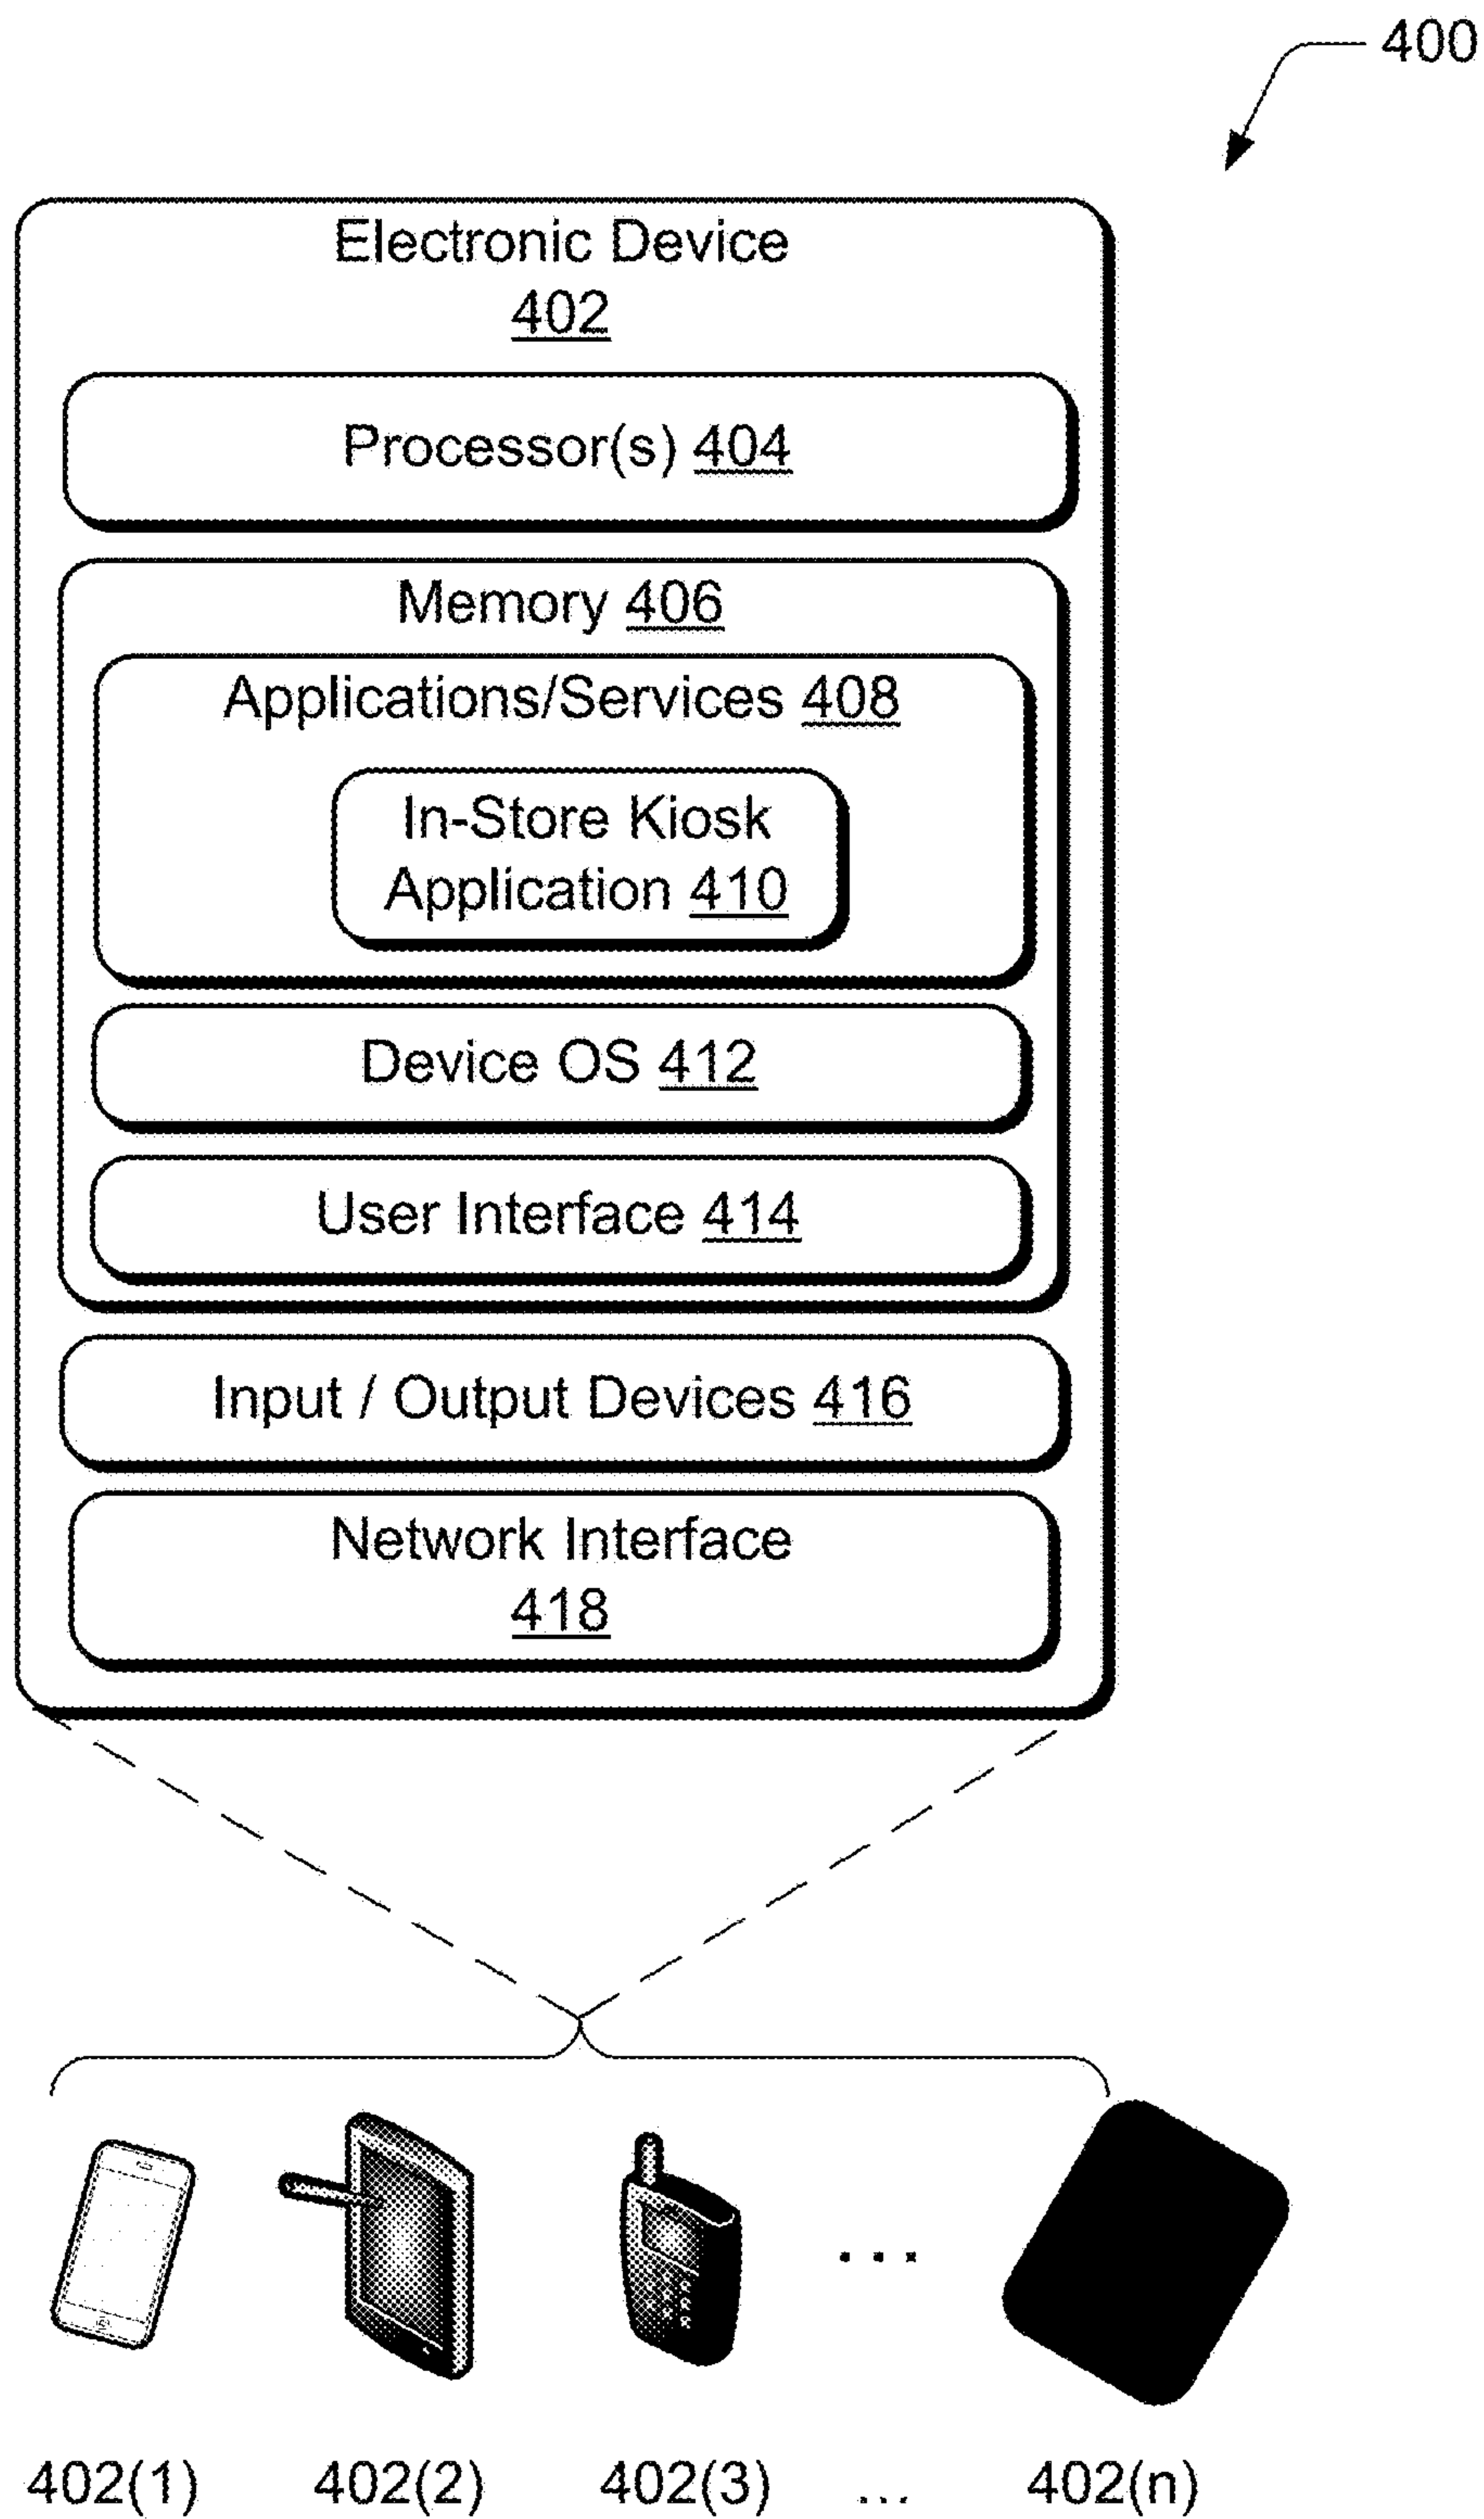 400
Electronic Device
402
Processor(s) 404
Memory 406
Applications/Services 408
In-Store Kiosk
Application 410
Device OS 412
User Interface 414
Input / Output Devices 416
Network Interface
418
...
402(1) 402(2) 402(3) ... 402(n)